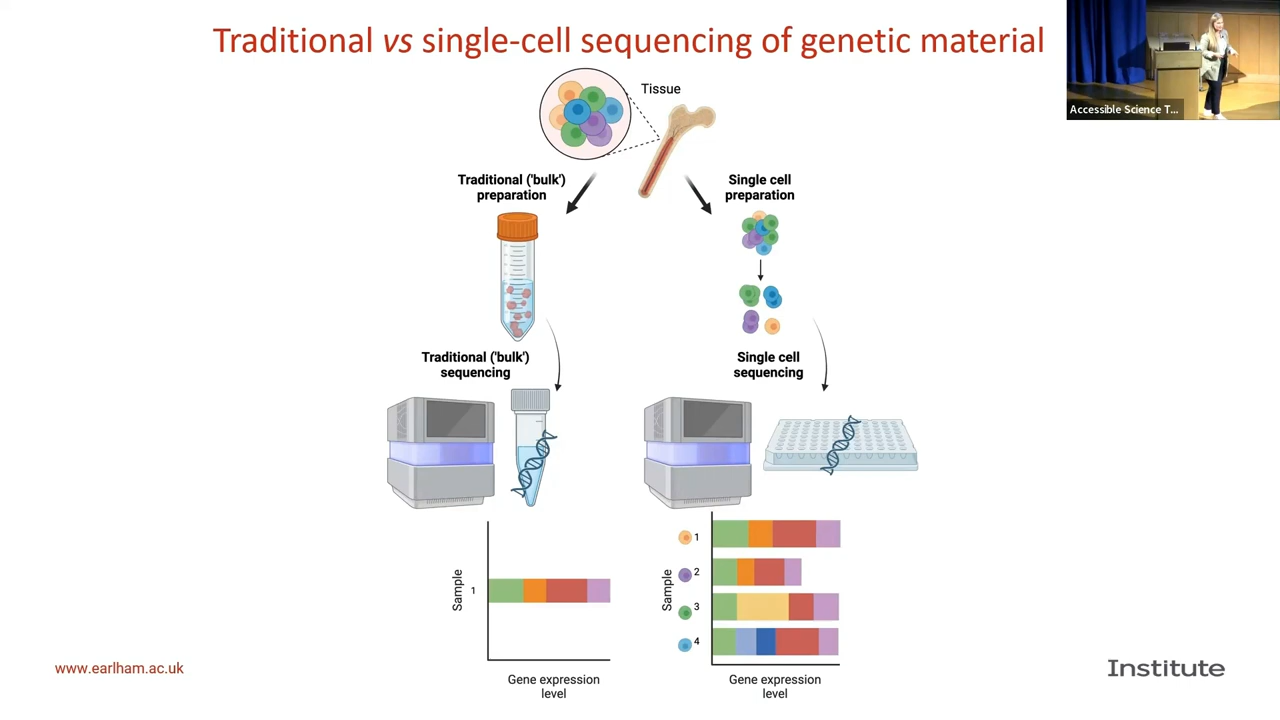 Traditional vs single-cell sequencing of genetic material
Accessible Science T...
Tissue
Traditional ('bulk')
preparation
Single cell
preparation
Traditional ('bulk')
sequencing
Single cell
sequencing
Sample
1
Gene expression
level
Sample
1
2
3
4
Gene expression
level
www.earlham.ac.uk
Institute